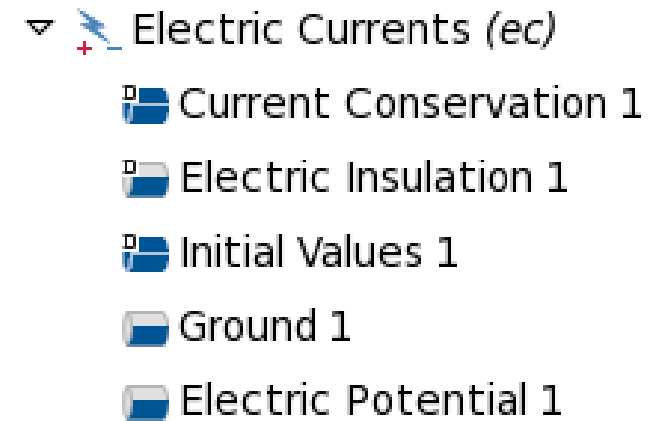 Electric Currents (ec)
D Current Conservation 1
D Electric Insulation 1
D Initial Values 1
Ground 1
Electric Potential 1